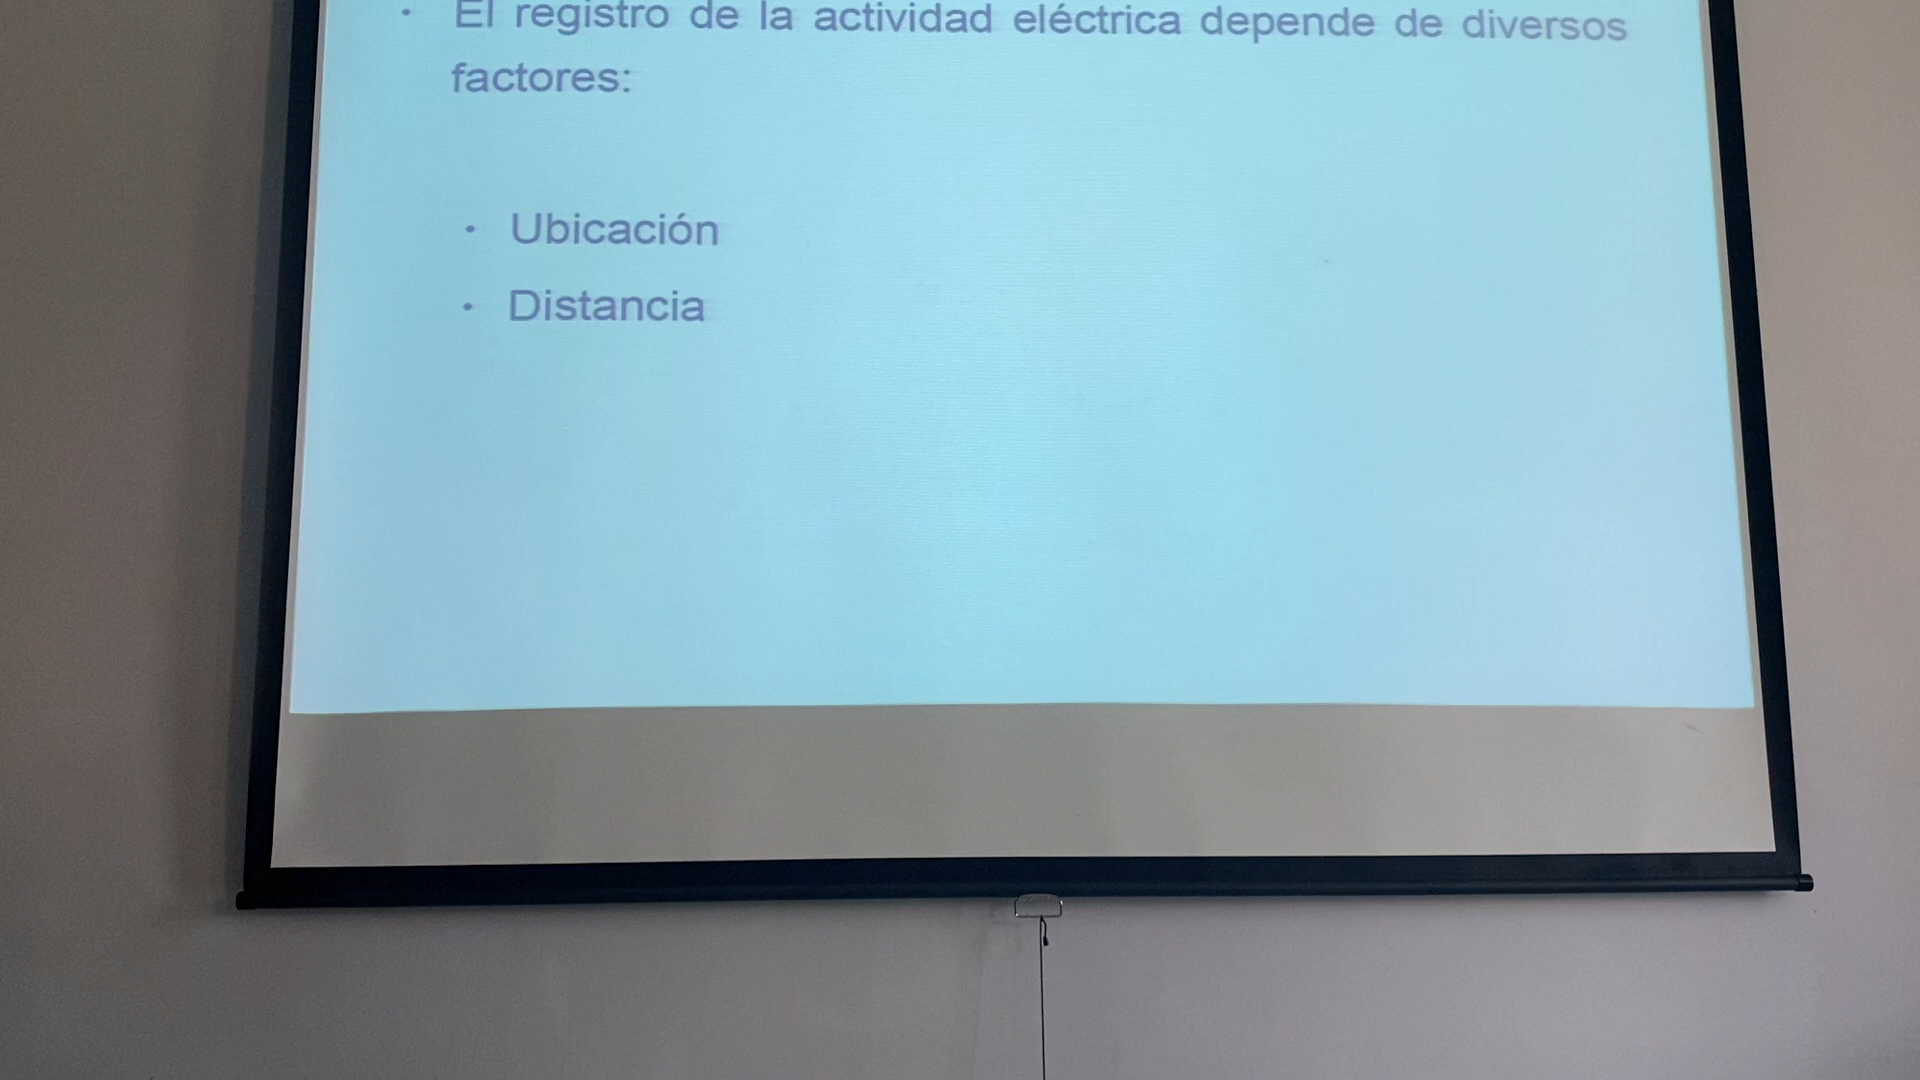 • El registro de la actividad eléctrica depende de diversos
factores:
• Ubicación
• Distancia